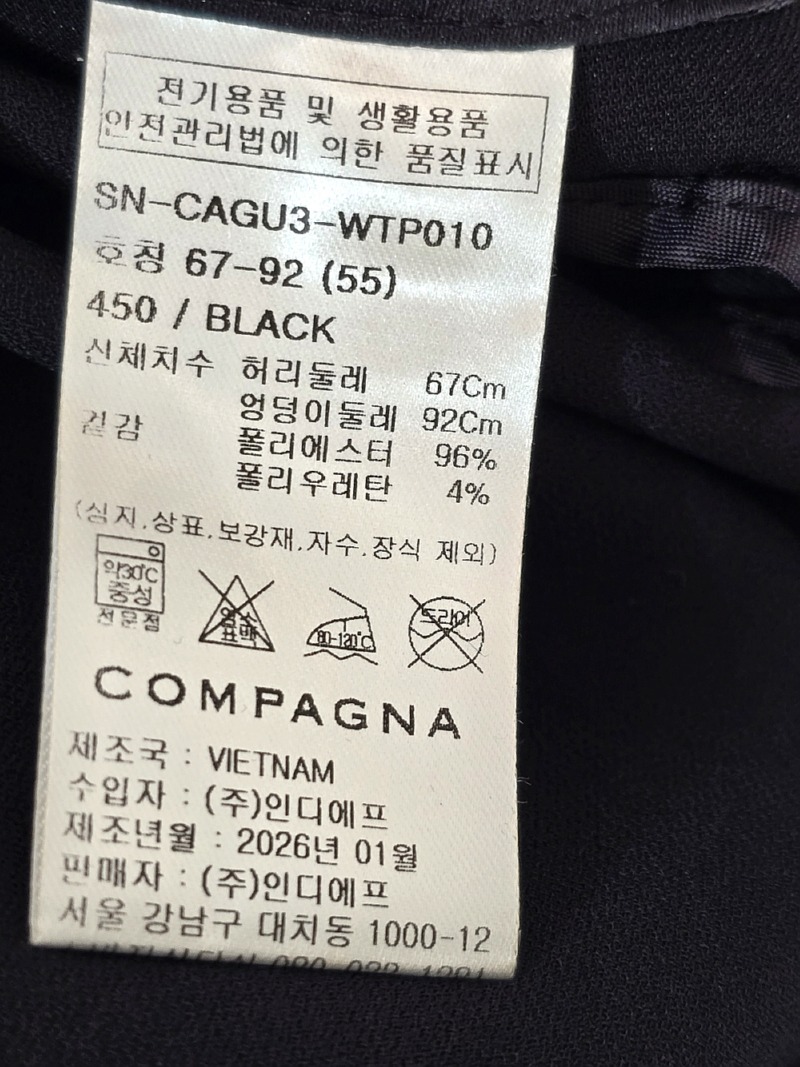 전기용품 및 생활용품
안전관리법에 의한 품질표시
SN-CAGU3-WTP010
호칭 67-92 (55)
450 / BLACK
신체치수 허리둘레 67Cm
엉덩이둘레 92Cm
겉감 폴리에스터 96%
폴리우레탄 4%
(심지.상표.보강재.자수.장식 제외)
약30℃
중성
전문점
염소
표백
80-120℃
드라이
COMPAGNA
제조국 : VIETNAM
수입자 : (주)인디에프
제조년월 : 2026년 01월
판매자 : (주)인디에프
서울 강남구 대치동 1000-12